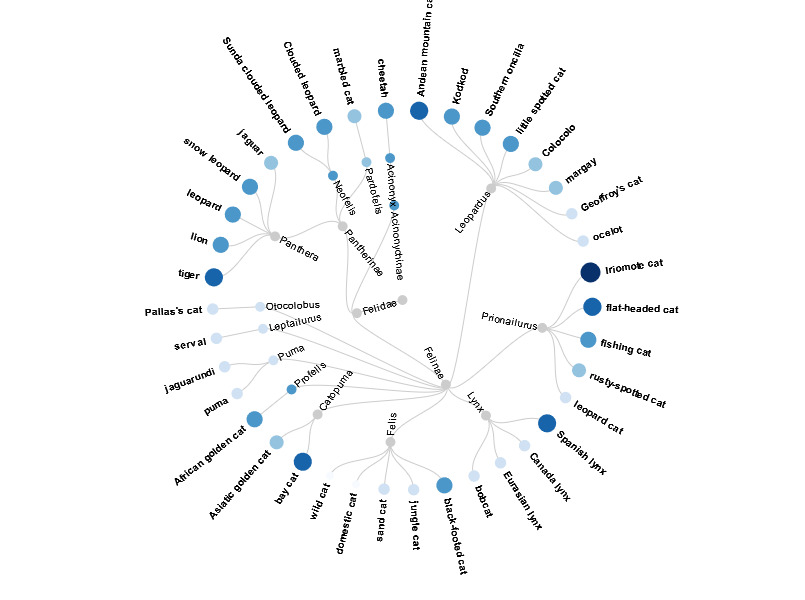 Andean mountain ca
Kodkod
Southern oncilla
little spotted cat
Colocolo
margay
Geoffroy's cat
ocelot
Leopardus
Iriomote cat
flat-headed cat
fishing cat
rusty-spotted cat
leopard cat
Prionailurus
Spanish lynx
Canada lynx
Eurasian lynx
bobcat
Lynx
black-footed cat
jungle cat
sand cat
domestic cat
wild cat
Felis
bay cat
Asiatic golden cat
Catopuma
African golden cat
Profelis
puma
jaguarundi
Puma
serval
Leptailurus
Pallas's cat
Otocolobus
Felinae
Felidae
tiger
lion
leopard
snow leopard
jaguar
Panthera
Sunda clouded leopard
Clouded leopard
Neofelis
marbled cat
Pardofelis
Pantherinae
cheetah
Acinonyx
Acinonychinae